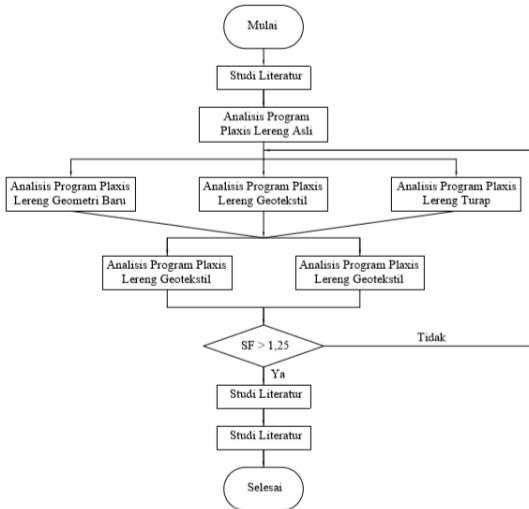 Mulai
Studi Literatur
Analisis Program
Plaxis Lereng Asli
Analisis Program Plaxis
Lereng Geometri Baru
Analisis Program Plaxis
Lereng Geotekstil
Analisis Program Plaxis
Lereng Turap
Analisis Program Plaxis
Lereng Geotekstil
Analisis Program Plaxis
Lereng Geotekstil
SF > 1,25
Tidak
Ya
Studi Literatur
Studi Literatur
Selesai